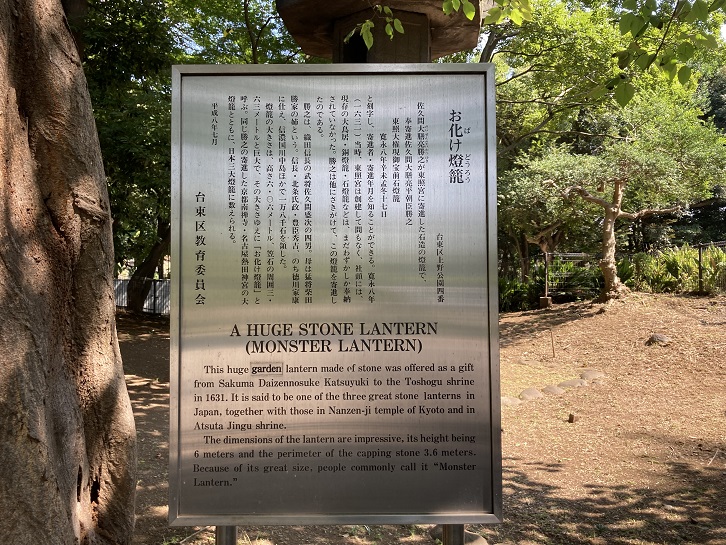 お化け燈籠
ば
どうろう
台東区上野公園四番
佐久間大膳亮勝之が東照宮に寄進した石造の燈籠で、
奉寄進佐久間大膳亮平朝臣勝之
東照大権現御宝前石燈籠
寛永八年辛未孟冬十七日
と刻字し、寄進者・寄進年月を知ることができる。寛永八年
(一六三一)当時、東照宮は創建して間もなく、社頭には、
現存の大鳥居・銅燈籠・石燈籠などは、まだわずかしか奉納
されていなかった。勝之は他にさきがけて、この燈籠を寄進し
たのである。
勝之は、織田信長の武将佐久間盛次の四男、母は猛将柴田
勝家の姉という。信長・北条氏政・豊臣秀吉、のち徳川家康
に仕え、信濃国川中島ほかで一万八千石を領した。
燈籠の大きさは、高さ六・〇六メートル、笠石の周囲三・
六三メートルと巨大で、その大きさゆえに「お化け燈籠」と
呼ぶ。同じ勝之の寄進した京都南禅寺・名古屋熱田神宮の大
燈籠とともに、日本三大燈籠に数えられる。
平成八年七月
台東区教育委員会
A HUGE STONE LANTERN
(MONSTER LANTERN)
This huge garden lantern made of stone was offered as a gift
from Sakuma Daizennosuke Katsuyuki to the Toshogu shrine
in 1631. It is said to be one of the three great stone lanterns in
Japan, together with those in Nanzen-ji temple of Kyoto and in
Atsuta Jingu shrine.
The dimensions of the lantern are impressive, its height being
6 meters and the perimeter of the capping stone 3.6 meters.
Because of its great size, people commonly call it "Monster
Lantern."